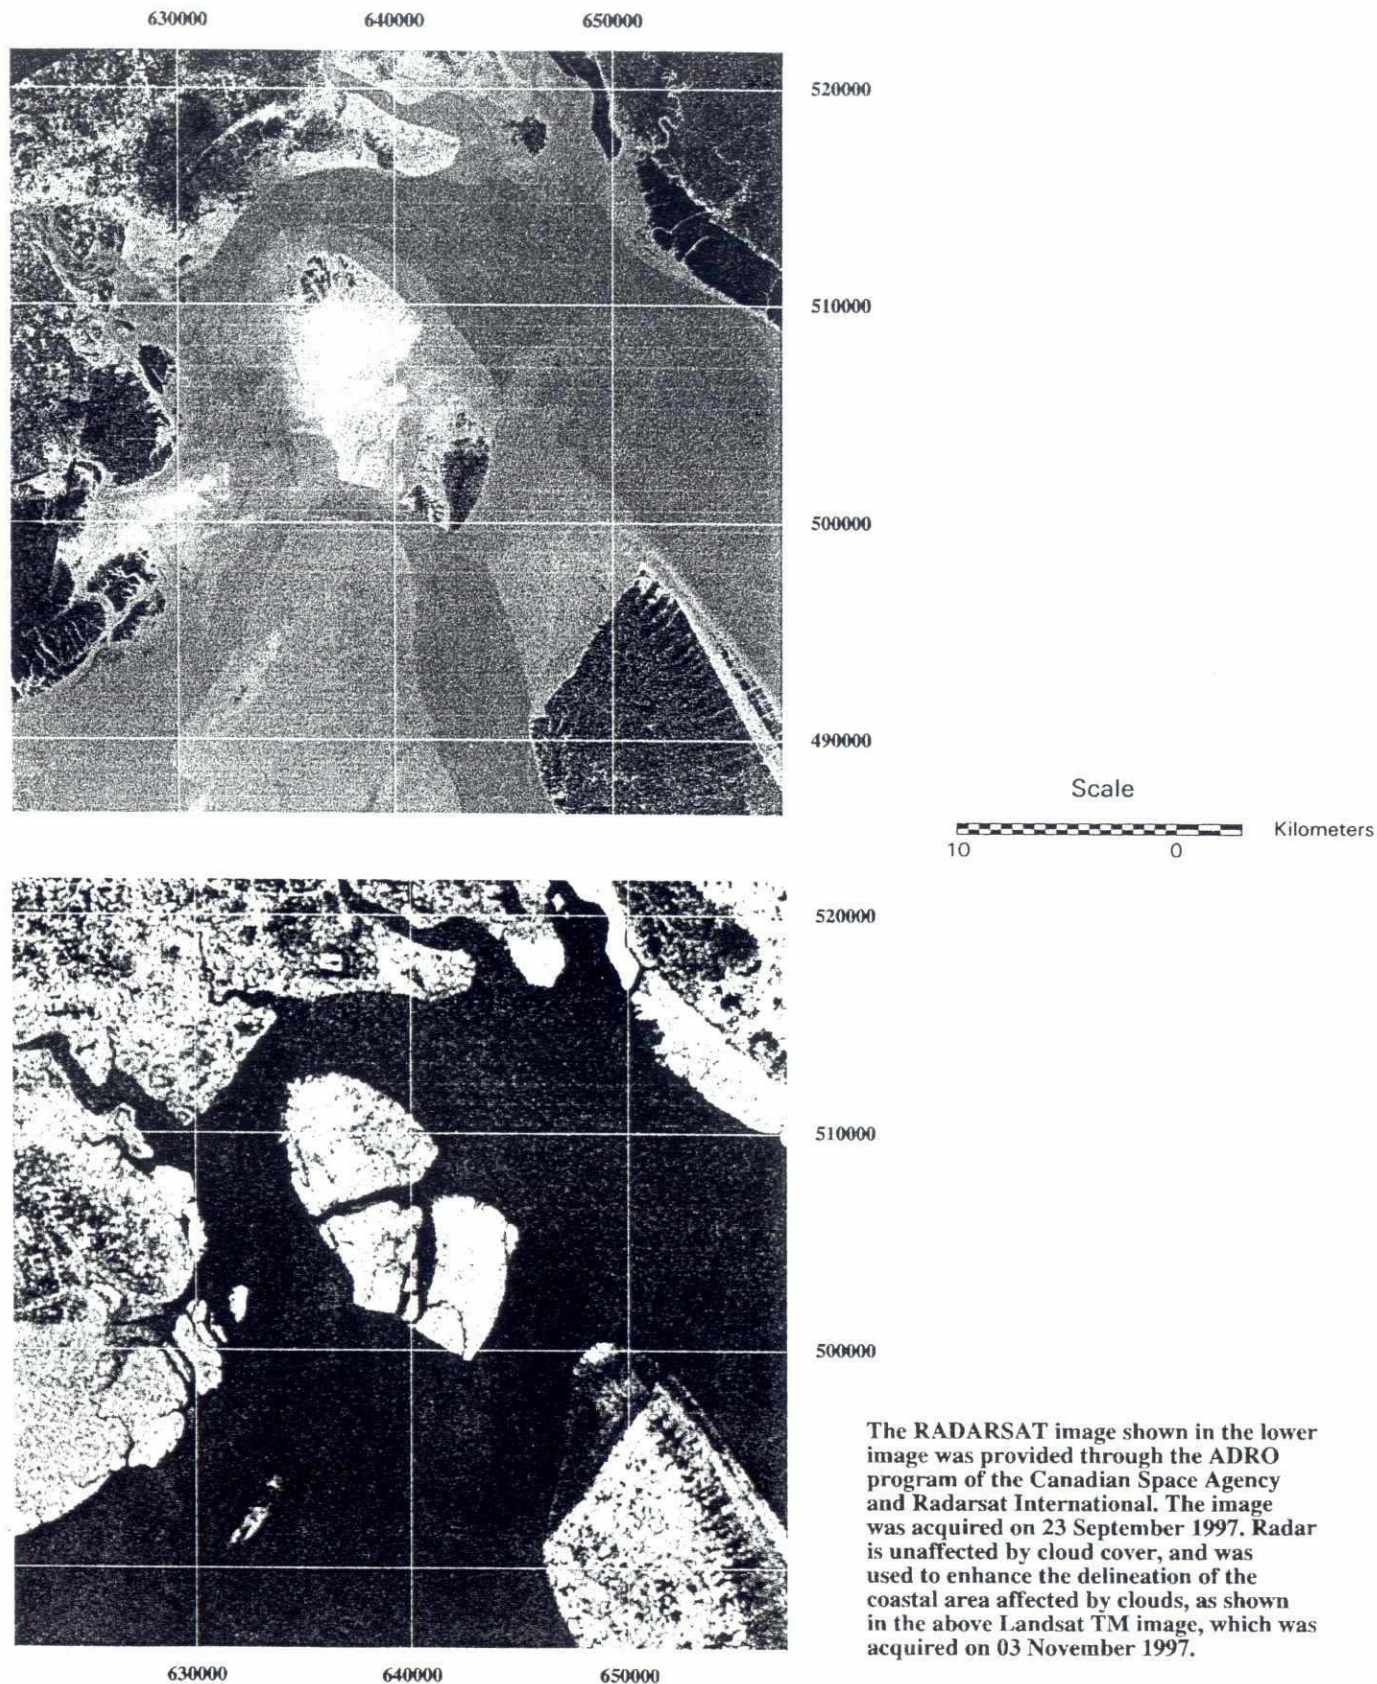 630000 640000 650000
520000
510000
500000
490000
Scale
Kilometers
10 0
520000
510000
500000
The RADARSAT image shown in the lower
image was provided through the ADRO
program of the Canadian Space Agency
and Radarsat International. The image
was acquired on 23 September 1997. Radar
is unaffected by cloud cover, and was
used to enhance the delineation of the
coastal area affected by clouds, as shown
in the above Landsat TM image, which was
acquired on 03 November 1997.
630000 640000 650000